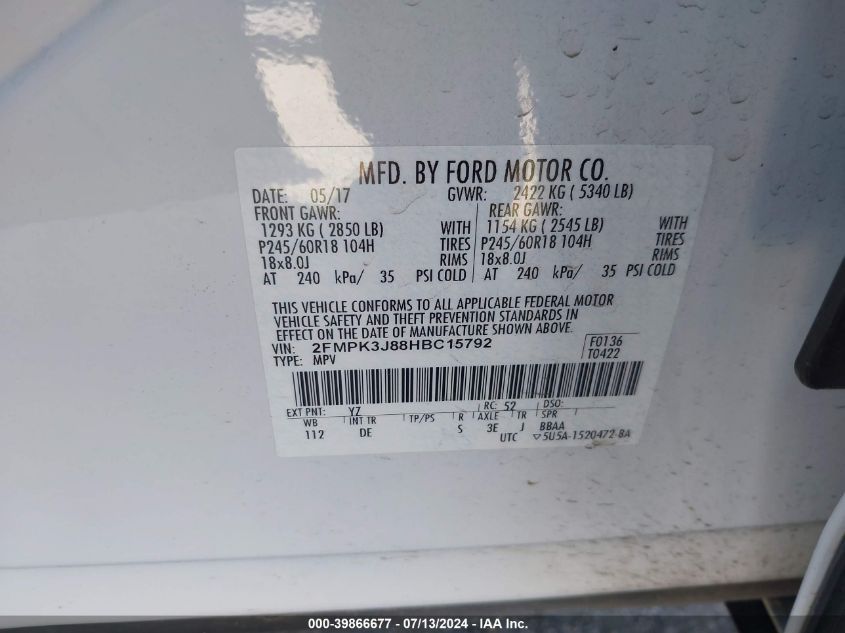 MFD. BY FORD MOTOR CO.
DATE: 05/17 GVWR: 2422 KG ( 5340 LB)
FRONT GAWR: REAR GAWR:
1293 KG ( 2850 LB) WITH 1154 KG ( 2545 LB) WITH
P245/60R18 104H TIRES P245/60R18 104H TIRES
18x8.0J RIMS 18x8.0J RIMS
AT 240 kPa/ 35 PSI COLD AT 240 kPa/ 35 PSI COLD
THIS VEHICLE CONFORMS TO ALL APPLICABLE FEDERAL MOTOR
VEHICLE SAFETY AND THEFT PREVENTION STANDARDS IN
EFFECT ON THE DATE OF MANUFACTURE SHOWN ABOVE.
VIN: 2FMPK3J88HBC15792 F0136
TYPE: MPV T0422
EXT PNT: YZ RC: 52 DSO:
WB INT TR TP/PS R AXLE TR SPR
112 DE S 3E J BBAA
UTC ▽5U5A-1520472-BA
000-39866677 - 07/13/2024 - IAA Inc.